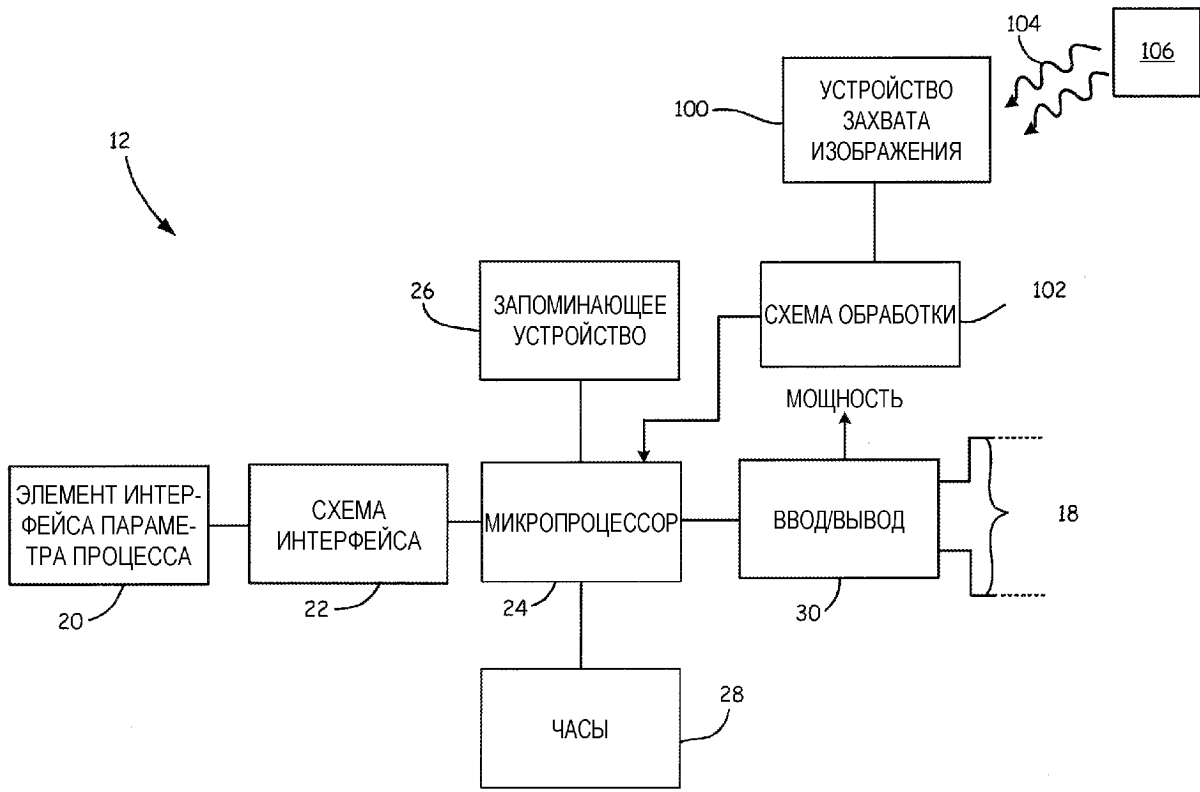 104
106
УСТРОЙСТВО
ЗАХВАТА
ИЗОБРАЖЕНИЯ
100
12
26
ЗАПОМИНАЮЩЕЕ
УСТРОЙСТВО
СХЕМА ОБРАБОТКИ
102
МОЩНОСТЬ
ЭЛЕМЕНТ ИНТЕР-
ФЕЙСА ПАРАМЕ-
ТРА ПРОЦЕССА
СХЕМА
ИНТЕРФЕЙСА
МИКРОПРОЦЕССОР
ВВОД/ВЫВОД
18
20
22
24
30
ЧАСЫ
28